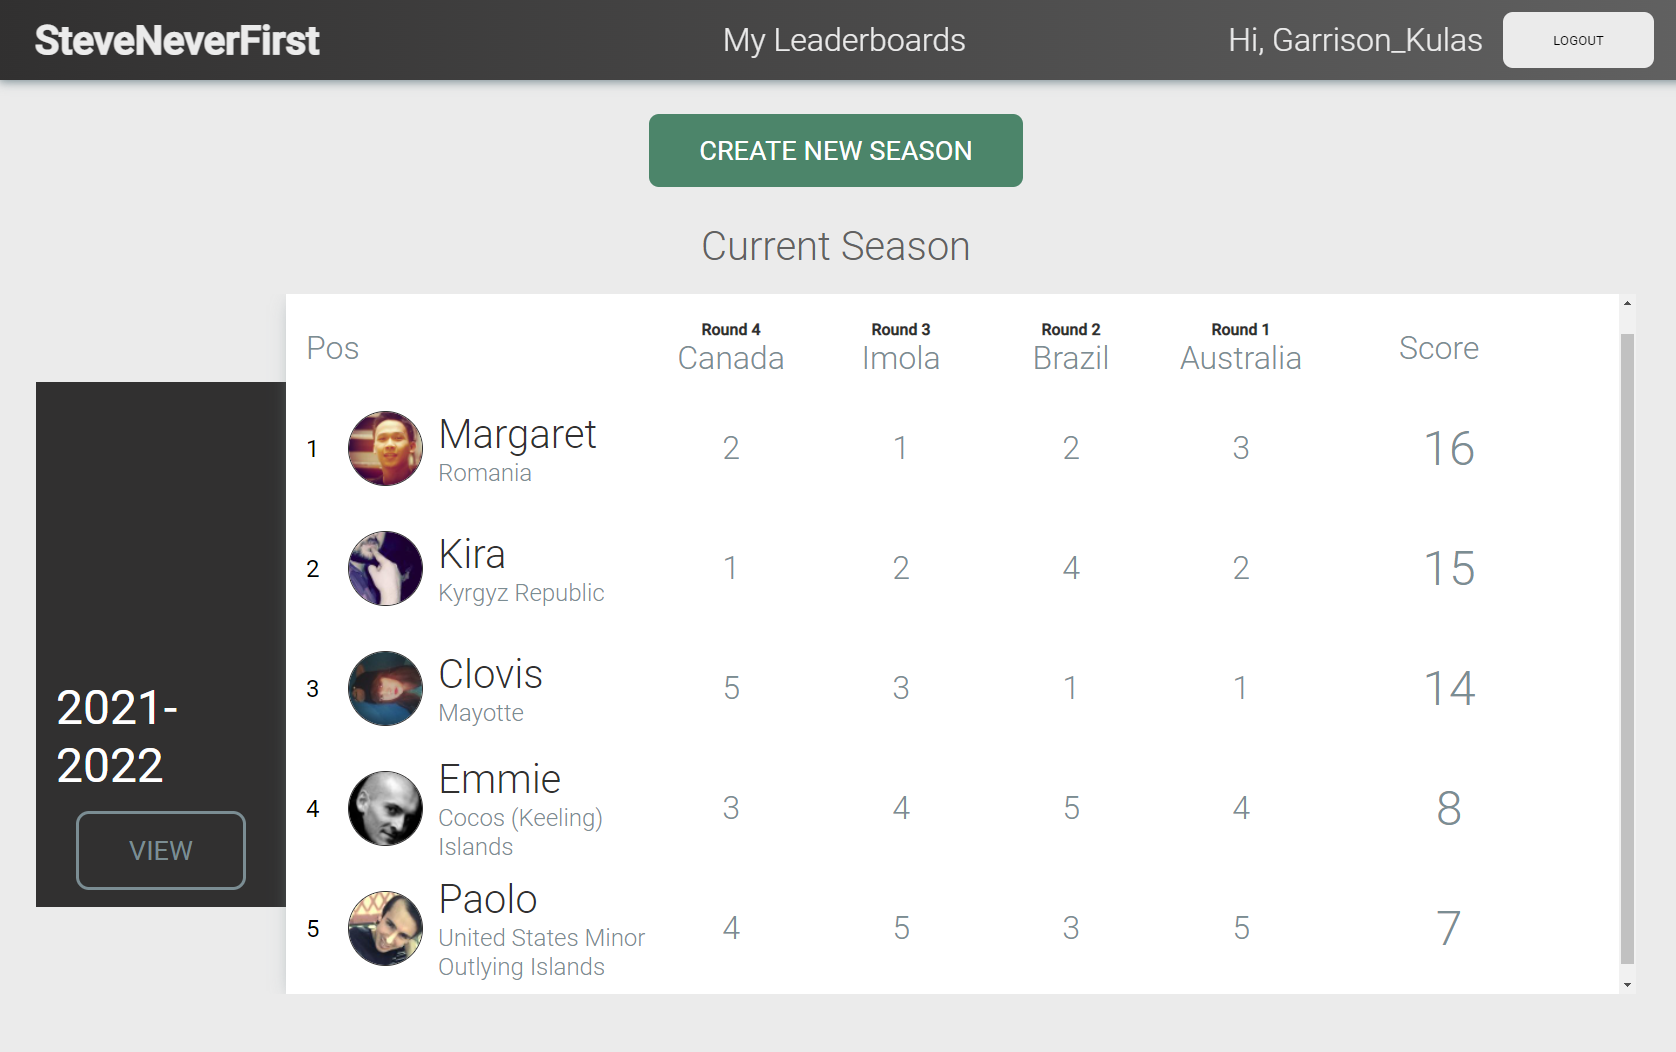 SteveNeverFirst
My Leaderboards
Hi, Garrison_Kulas
LOGOUT
CREATE NEW SEASON
Current Season
2021-
2022
VIEW
Pos
Round 4
Canada
Round 3
Imola
Round 2
Brazil
Round 1
Australia
Score
1
Margaret
Romania
2 1 2 3 16
2
Kira
Kyrgyz Republic
1 2 4 2 15
3
Clovis
Mayotte
5 3 1 1 14
4
Emmie
Cocos (Keeling)
Islands
3 4 5 4 8
5
Paolo
United States Minor
Outlying Islands
4 5 3 5 7